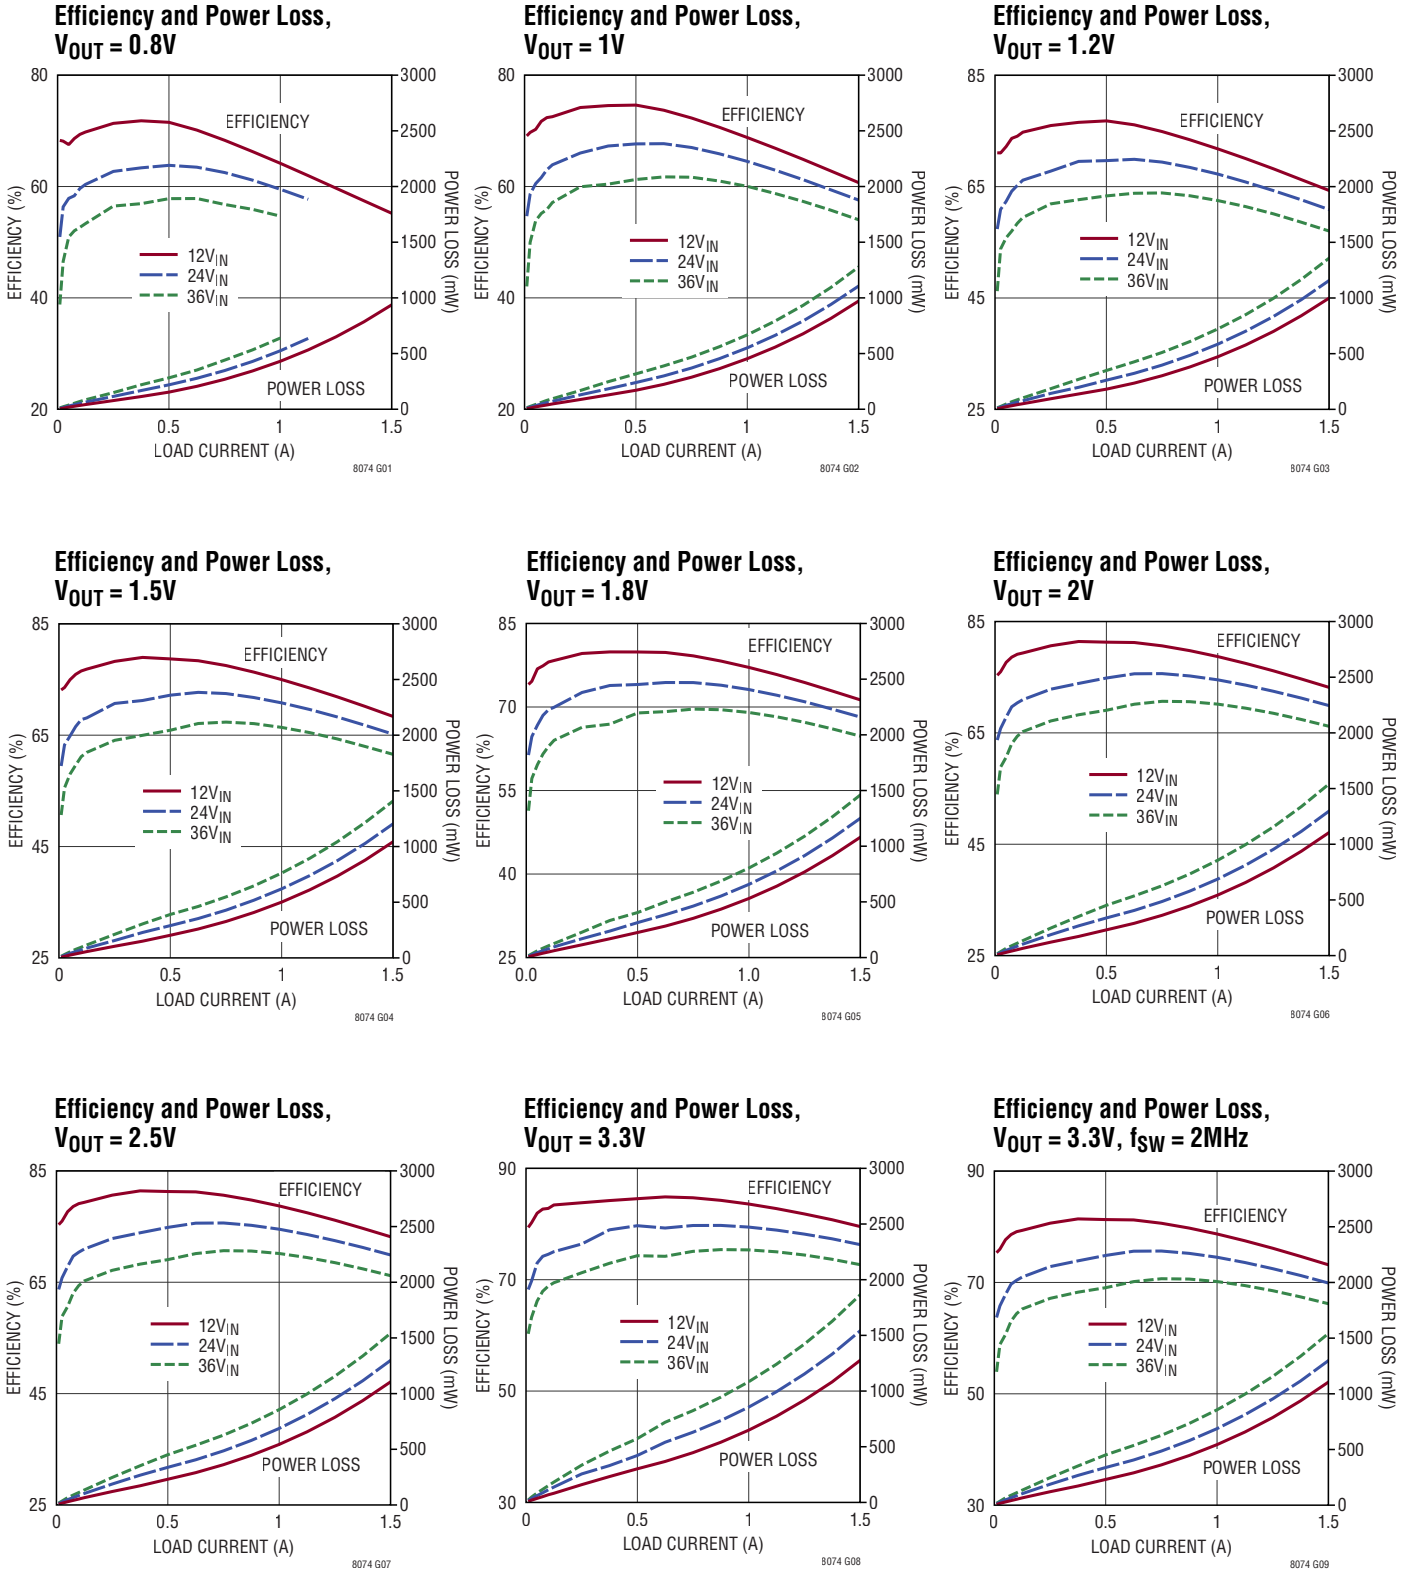 Efficiency and Power Loss,
VOUT = 0.8V
80
60
40
20
3000
2500
2000
1500
1000
500
0
EFFICIENCY (%)
POWER LOSS (mW)
EFFICIENCY
12VIN
24VIN
36VIN
POWER LOSS
0 0.5 1 1.5
LOAD CURRENT (A)
8074 G01
Efficiency and Power Loss,
VOUT = 1V
80
60
40
20
3000
2500
2000
1500
1000
500
0
EFFICIENCY (%)
POWER LOSS (mW)
EFFICIENCY
12VIN
24VIN
36VIN
POWER LOSS
0 0.5 1 1.5
LOAD CURRENT (A)
8074 G02
Efficiency and Power Loss,
VOUT = 1.2V
85
65
45
25
3000
2500
2000
1500
1000
500
0
EFFICIENCY (%)
POWER LOSS (mW)
EFFICIENCY
12VIN
24VIN
36VIN
POWER LOSS
0 0.5 1 1.5
LOAD CURRENT (A)
8074 G03
Efficiency and Power Loss,
VOUT = 1.5V
85
65
45
25
3000
2500
2000
1500
1000
500
0
EFFICIENCY (%)
POWER LOSS (mW)
EFFICIENCY
12VIN
24VIN
36VIN
POWER LOSS
0 0.5 1 1.5
LOAD CURRENT (A)
8074 G04
Efficiency and Power Loss,
VOUT = 1.8V
85
70
55
40
25
3000
2500
2000
1500
1000
500
0
EFFICIENCY (%)
POWER LOSS (mW)
EFFICIENCY
12VIN
24VIN
36VIN
POWER LOSS
0.0 0.5 1.0 1.5
LOAD CURRENT (A)
8074 G05
Efficiency and Power Loss,
VOUT = 2V
85
65
45
25
3000
2500
2000
1500
1000
500
0
EFFICIENCY (%)
POWER LOSS (mW)
EFFICIENCY
12VIN
24VIN
36VIN
POWER LOSS
0 0.5 1 1.5
LOAD CURRENT (A)
8074 G06
Efficiency and Power Loss,
VOUT = 2.5V
85
65
45
25
3000
2500
2000
1500
1000
500
0
EFFICIENCY (%)
POWER LOSS (mW)
EFFICIENCY
12VIN
24VIN
36VIN
POWER LOSS
0 0.5 1 1.5
LOAD CURRENT (A)
8074 G07
Efficiency and Power Loss,
VOUT = 3.3V
90
70
50
30
3000
2500
2000
1500
1000
500
0
EFFICIENCY (%)
POWER LOSS (mW)
EFFICIENCY
12VIN
24VIN
36VIN
POWER LOSS
0 0.5 1 1.5
LOAD CURRENT (A)
8074 G08
Efficiency and Power Loss,
VOUT = 3.3V, fSW = 2MHz
90
70
50
30
3000
2500
2000
1500
1000
500
0
EFFICIENCY (%)
POWER LOSS (mW)
EFFICIENCY
12VIN
24VIN
36VIN
POWER LOSS
0 0.5 1 1.5
LOAD CURRENT (A)
8074 G09